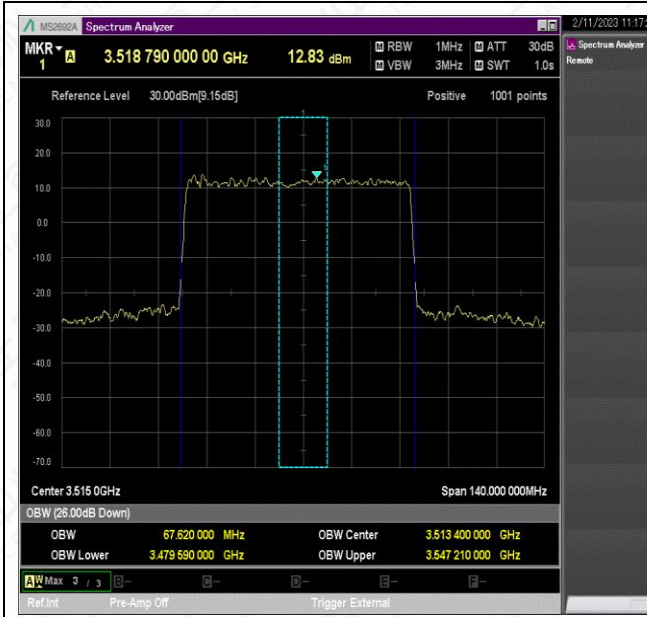 MS2692A Spectrum Analyzer 2/11/2023 11:17:
MKR 1 A 3.518 790 000 00 GHz 12.83 dBm M RBW 1MHz M ATT 30dB
M VBW 3MHz M SWT 1.0s
Spectrum Analyzer
Remote
Reference Level 30.00dBm[9.15dB] Positive 1001 points
30.0
20.0
10.0
0.0
-10.0
-20.0
-30.0
-40.0
-50.0
-60.0
-70.0
1
Center 3.515 0GHz Span 140.000 000MHz
OBW (26.00dB Down)
OBW 67.620 000 MHz OBW Center 3.513 400 000 GHz
OBW Lower 3.479 590 000 GHz OBW Upper 3.547 210 000 GHz
A W Max 3 / 3 B- C- D- E- F-
Ref.Int Pre-Amp Off Trigger External